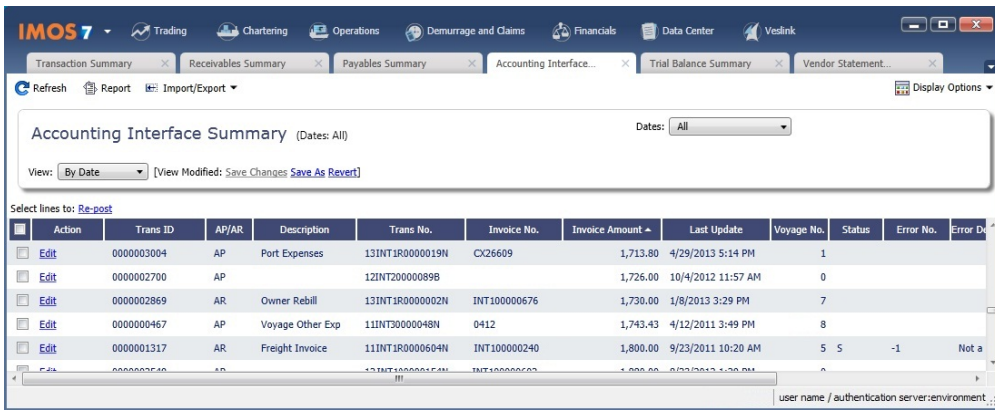 IMOS 7 Trading Chartering Operations Demurrage and Claims Financials Data Center Veslink
Transaction Summary Receivables Summary Payables Summary Accounting Interface... Trial Balance Summary Vendor Statement...
Refresh Report Import/Export Display Options
Accounting Interface Summary (Dates: All) Dates: All
View: By Date [View Modified: Save Changes Save As Revert]
Select lines to: Re-post
Action Trans ID AP/AR Description Trans No. Invoice No. Invoice Amount Last Update Voyage No. Status Error No. Error De
Edit 0000003004 AP Port Expenses 13INT1R0000019N CX26609 1,713.80 4/29/2013 5:14 PM 1
Edit 0000002700 AP 12INT20000089B 1,726.00 10/4/2012 11:57 AM 0
Edit 0000002869 AR Owner Rebill 13INT1R0000002N INT100000676 1,730.00 1/8/2013 3:29 PM 7
Edit 0000000467 AP Voyage Other Exp 11INT30000048N 0412 1,743.43 4/12/2011 3:49 PM 8
Edit 0000001317 AR Freight Invoice 11INT1R0000604N INT100000240 1,800.00 9/23/2011 10:20 AM 5 S -1 Not a
user name / authentication server:environment